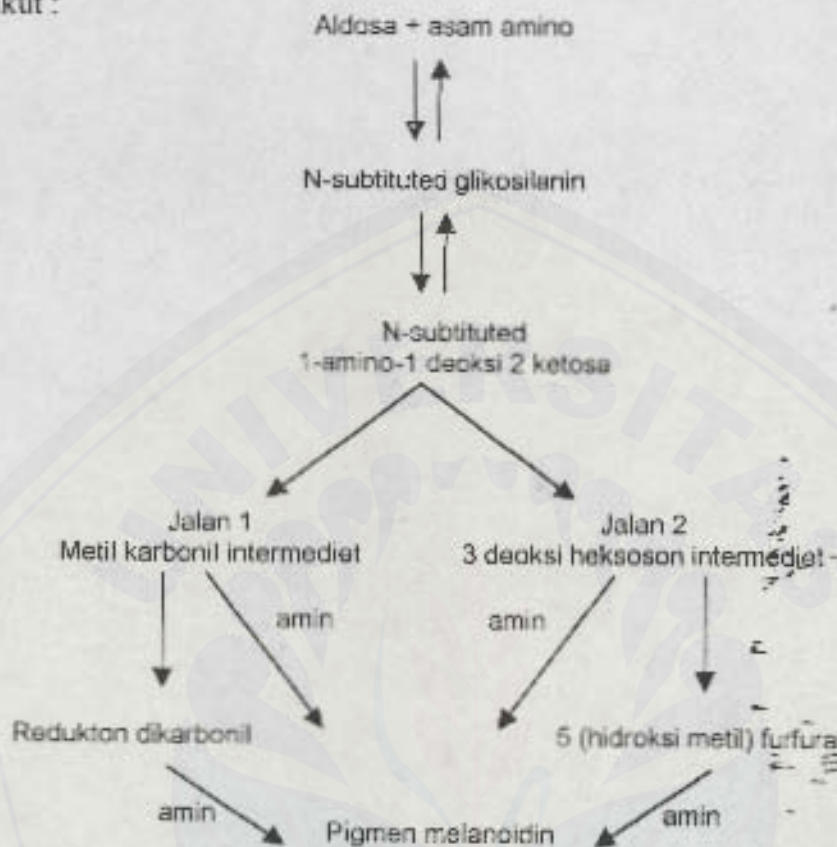 kut :
Aldosa + asam amino
N-subtituted glikosilanin
N-subtituted
1-amino-1 deoksi 2 ketosa
Jalan 1
Metil karbonil intermediet
Jalan 2
3 deoksi heksoson intermediet
amin
amin
Redukton dikarbonil
5 (hidroksi metil) furfura
amin
amin
Pigmen melanoidin
UNIVERSITAS